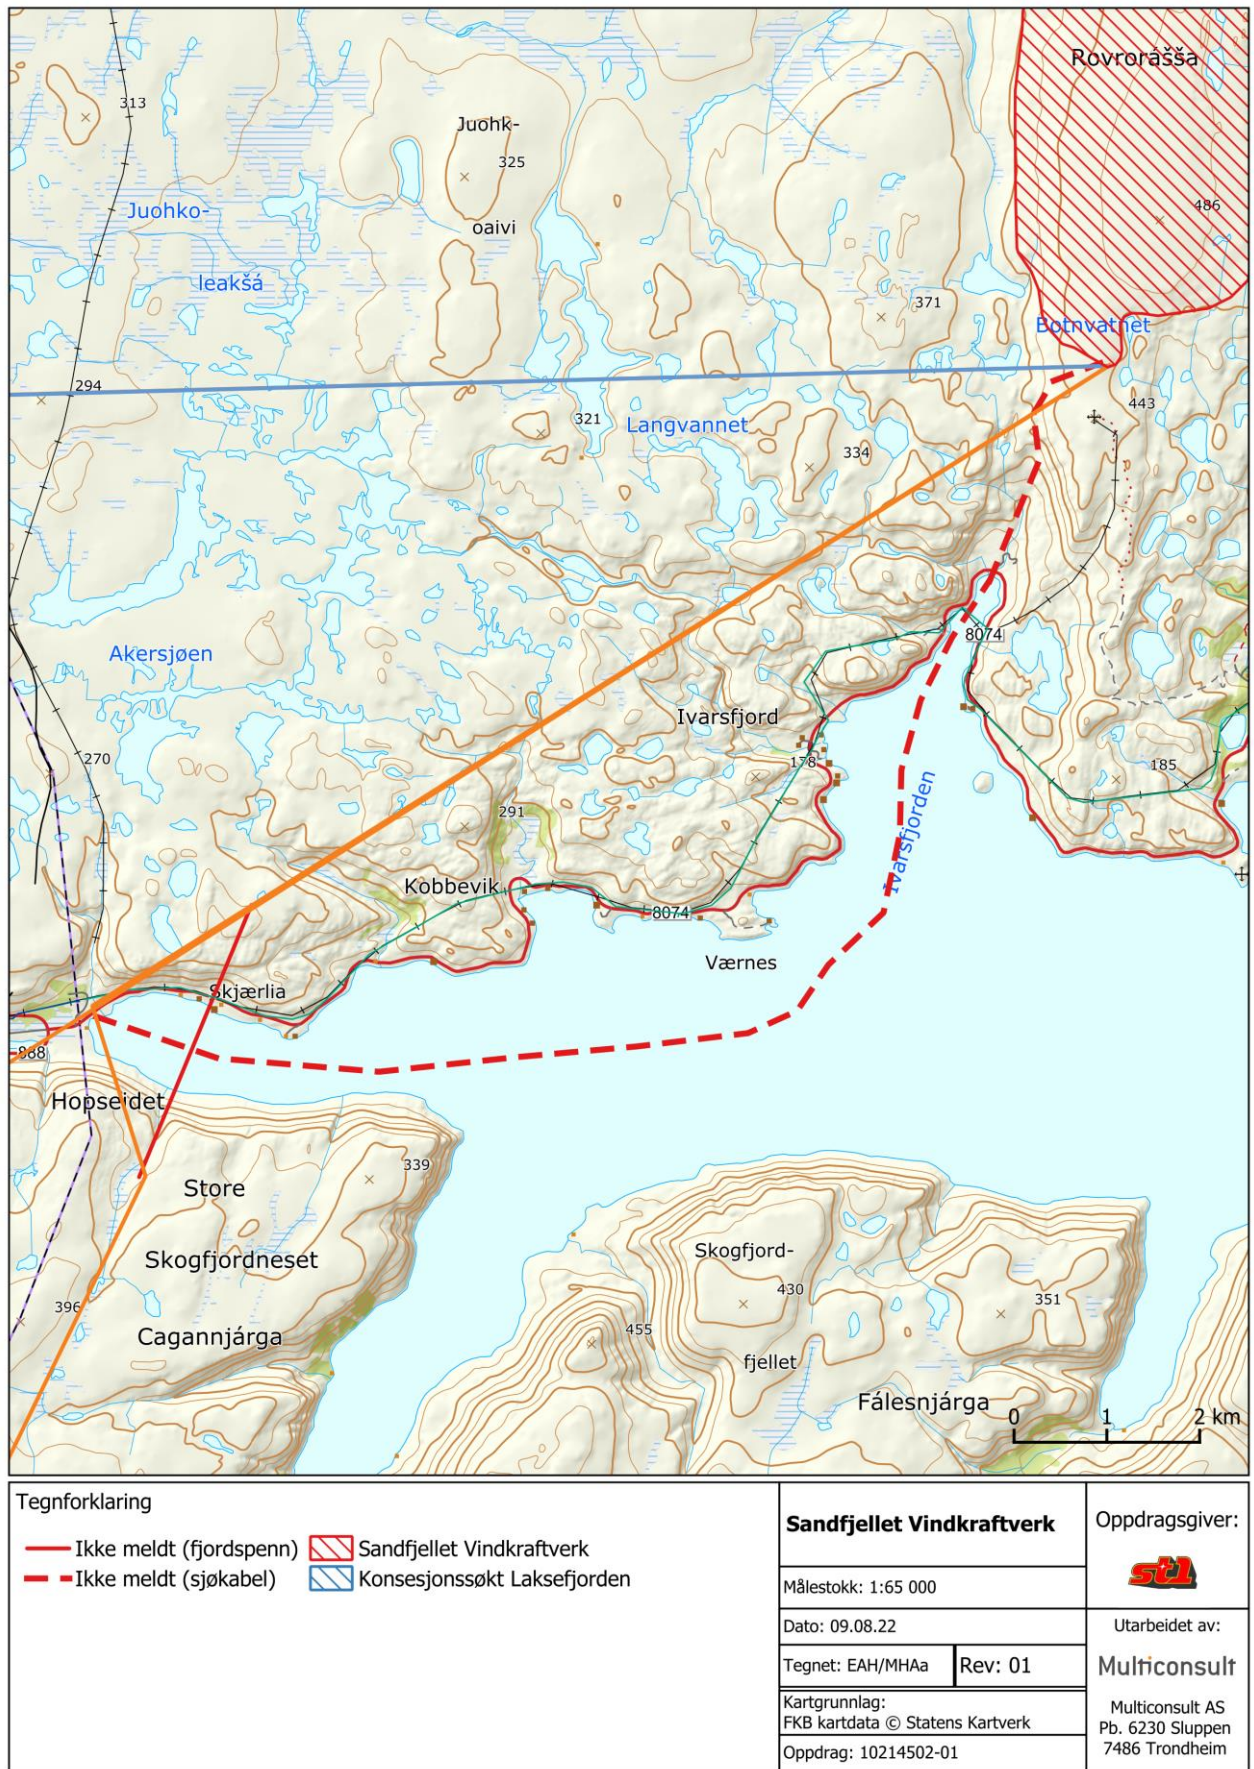 Rovrorášša
313
Juohk-
325
486
Juohko-
oaivi
leakšá
371
Botnvatnet
294
443
321
Langvannet
334
8074
Akersjøen
Ivarsfjord
270
178
185
291
Ivarsfjorden
Kobbevik
8074
Værnes
Skjærlia
888
Hopseidet
339
Store
Skogfjordneset
Skogfjord-
430
351
396
455
Cagannjárga
fjellet
Fálesnjárga
0 1 2 km
Tegnforklaring
Ikke meldt (fjordspenn)
Sandfjellet Vindkraftverk
Ikke meldt (sjøkabel)
Konsesjonssøkt Laksefjorden
Sandfjellet Vindkraftverk
Målestokk: 1:65 000
Dato: 09.08.22
Tegnet: EAH/MHAa
Rev: 01
Kartgrunnlag:
FKB kartdata © Statens Kartverk
Oppdrag: 10214502-01
Oppdragsgiver:
st1
Utarbeidet av:
Multiconsult
Multiconsult AS
Pb. 6230 Sluppen
7486 Trondheim